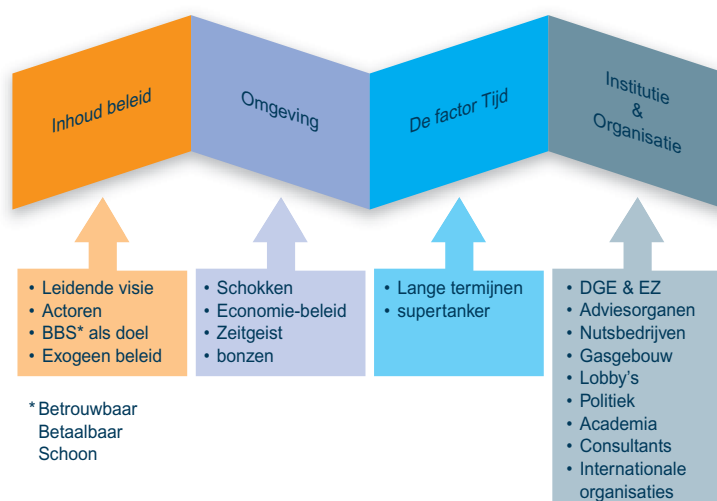 Inhoud beleid
Omgeving
De factor Tijd
Institutie
&
Organisatie
• Leidende visie
• Actoren
• BBS* als doel
• Exogeen beleid
• Schokken
• Economie-beleid
• Zeitgeist
• bonzen
• Lange termijnen
• supertanker
• DGE & EZ
• Adviesorganen
• Nutsbedrijven
• Gasgebouw
• Lobby's
• Politiek
• Academia
• Consultants
• Internationale
organisaties
* Betrouwbaar
Betaalbaar
Schoon